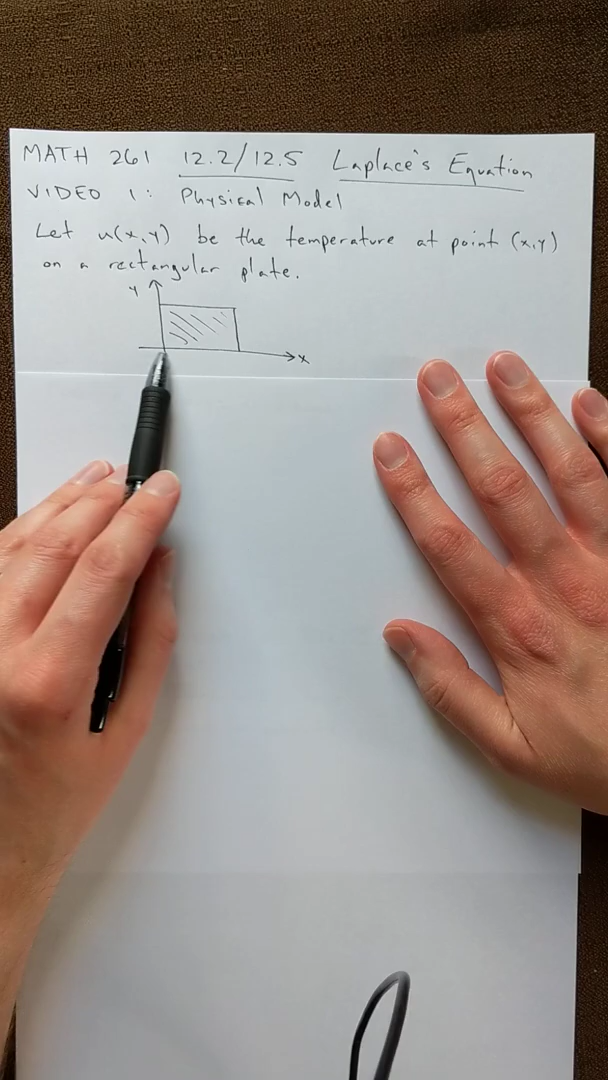 MATH 261 12.2/12.5 Laplace's Equation
VIDEO 1: Physical Model
Let u(x,y) be the temperature at point (x,y)
on a rectangular plate.
y
x